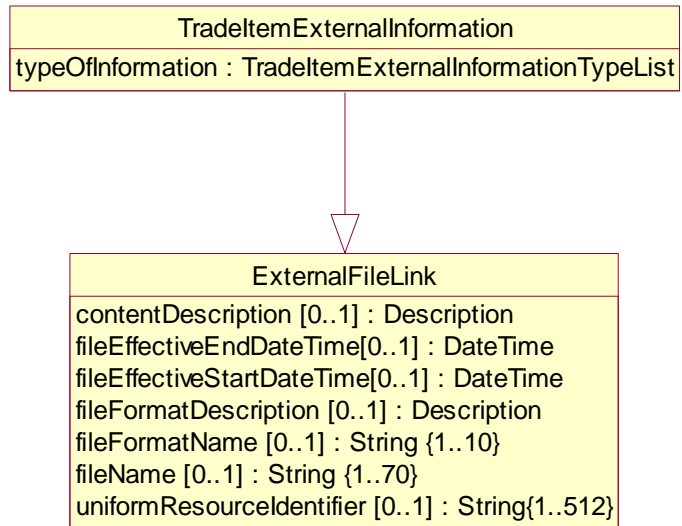 TradeItemExternalInformation
typeOfInformation : TradeItemExternalInformationTypeList
ExternalFileLink
contentDescription [0..1] : Description
fileEffectiveEndDateTime[0..1] : DateTime
fileEffectiveStartDateTime[0..1] : DateTime
fileFormatDescription [0..1] : Description
fileFormatName [0..1] : String {1..10}
fileName [0..1] : String {1..70}
uniformResourceIdentifier [0..1] : String{1..512}